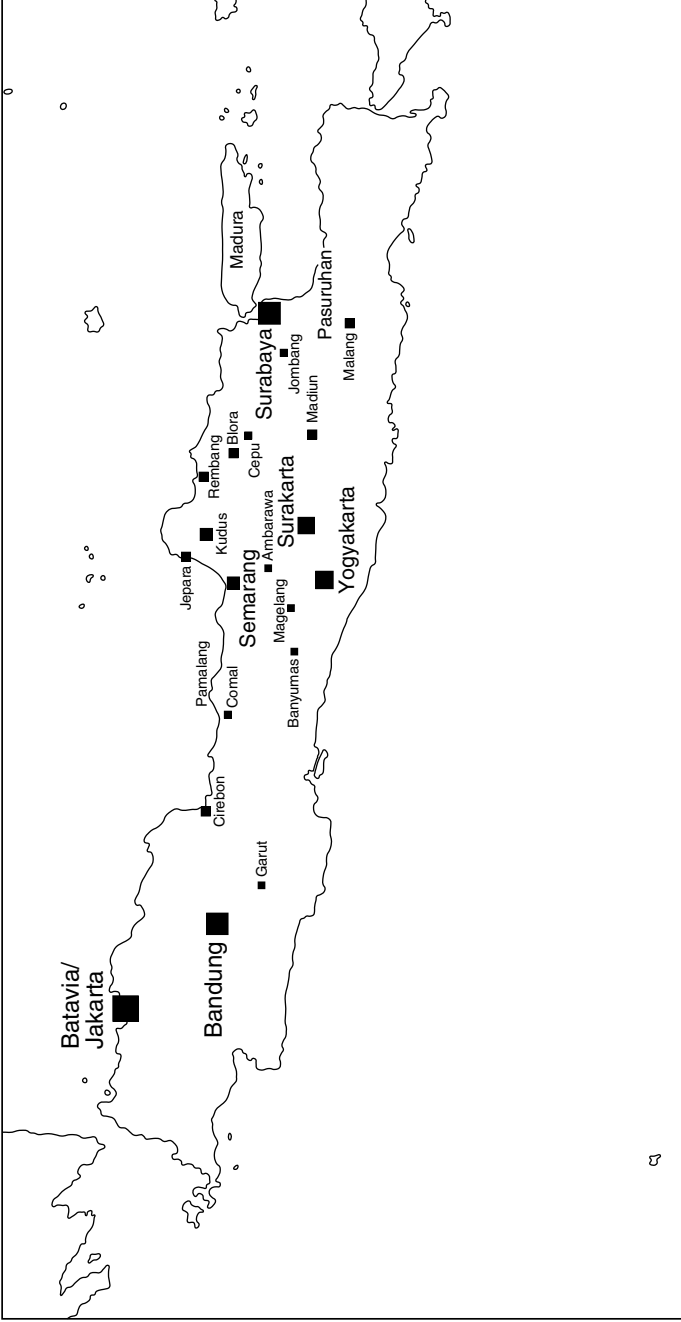 Batavia/
Jakarta
Bandung
Garut
Cirebon
Pamalang
Comal
Banyumas
Magelang
Semarang
Jepara
Kudus
Ambarawa
Yogyakarta
Surakarta
Rembang
Blora
Cepu
Madiun
Jombang
Surabaya
Malang
Pasuruhan
Madura